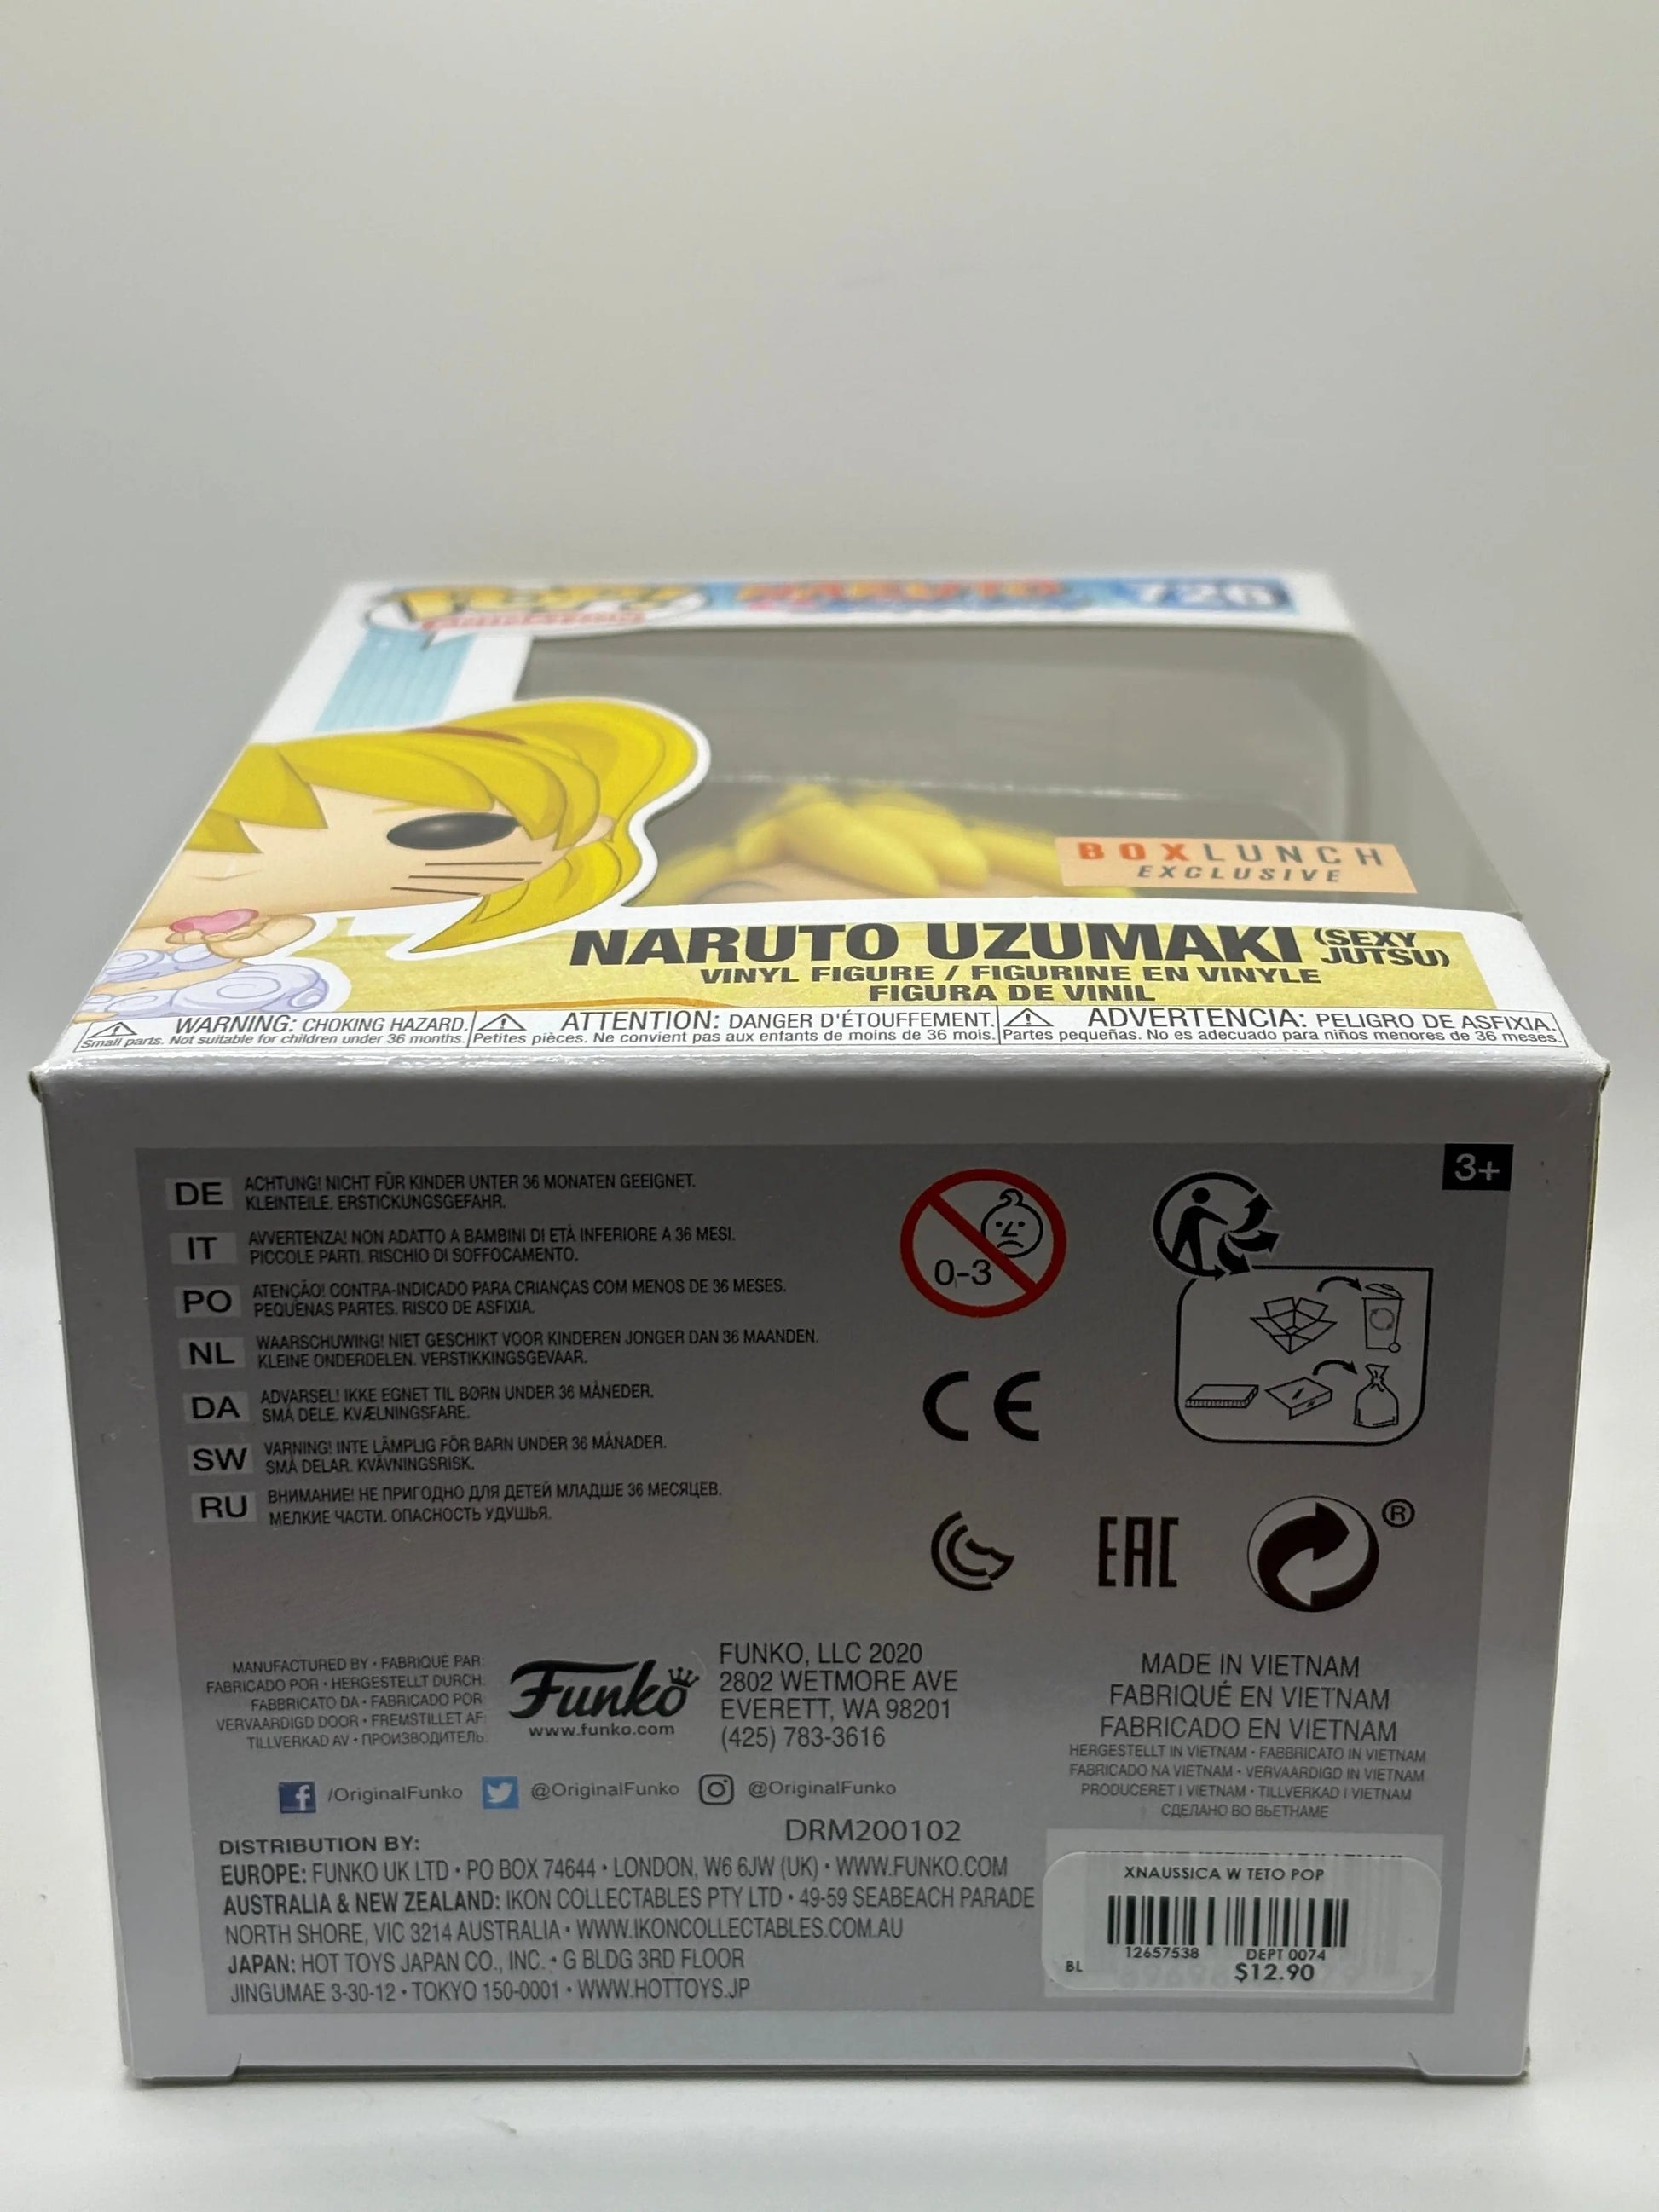 POP!
NARUTO
726
BOXLUNCH
EXCLUSIVE
NARUTO UZUMAKI (SEXY JUTSU)
VINYL FIGURE / FIGURINE EN VINYLE
FIGURA DE VINIL
WARNING: CHOKING HAZARD.
Small parts. Not suitable for children under 36 months.
ATTENTION: DANGER D'ÉTOUFFEMENT.
Petites pièces. Ne convient pas aux enfants de moins de 36 mois.
ADVERTENCIA: PELIGRO DE ASFIXIA.
Partes pequeñas. No es adecuado para niños menores de 36 meses.
3+
DE ACHTUNG! NICHT FÜR KINDER UNTER 36 MONATEN GEEIGNET.
KLEINTEILE. ERSTICKUNGSGEFAHR.
IT AVVERTENZA! NON ADATTO A BAMBINI DI ETÀ INFERIORE A 36 MESI.
PICCOLE PARTI. RISCHIO DI SOFFOCAMENTO.
PO ATENÇÃO! CONTRA-INDICADO PARA CRIANÇAS COM MENOS DE 36 MESES.
PEQUENAS PARTES. RISCO DE ASFIXIA.
NL WAARSCHUWING! NIET GESCHIKT VOOR KINDEREN JONGER DAN 36 MAANDEN.
KLEINE ONDERDELEN. VERSTIKKINGSGEVAAR.
DA ADVARSEL! IKKE EGNET TIL BØRN UNDER 36 MÅNEDER.
SMÅ DELE. KVÆLNINGSFARE.
SW VARNING! INTE LÄMPLIG FÖR BARN UNDER 36 MÅNADER.
SMÅ DELAR. KVÄVNINGSRISK.
RU ВНИМАНИЕ! НЕ ПРИГОДНО ДЛЯ ДЕТЕЙ МЛАДШЕ 36 МЕСЯЦЕВ.
МЕЛКИЕ ЧАСТИ. ОПАСНОСТЬ УДУШЬЯ.
0-3
CE
EAC
®
MANUFACTURED BY • FABRIQUÉ PAR:
FABRICADO POR • HERGESTELLT DURCH:
FABBRICATO DA • FABRICADO POR:
VERVAARDIGD DOOR • FREMSTILLET AF:
TILLVERKAD AV • ПРОИЗВОДИТЕЛЬ:
Funko
www.funko.com
FUNKO, LLC 2020
2802 WETMORE AVE
EVERETT, WA 98201
(425) 783-3616
MADE IN VIETNAM
FABRIQUÉ EN VIETNAM
FABRICADO EN VIETNAM
HERGESTELLT IN VIETNAM • FABBRICATO IN VIETNAM
FABRICADO NA VIETNAM • VERVAARDIGD IN VIETNAM
PRODUCERET I VIETNAM • TILLVERKAD I VIETNAM
СДЕЛАНО ВО ВЬЕТНАМЕ
f /OriginalFunko @OriginalFunko @OriginalFunko
DRM200102
DISTRIBUTION BY:
EUROPE: FUNKO UK LTD • PO BOX 74644 • LONDON, W6 6JW (UK) • WWW.FUNKO.COM
AUSTRALIA & NEW ZEALAND: IKON COLLECTABLES PTY LTD • 49-59 SEABEACH PARADE
NORTH SHORE, VIC 3214 AUSTRALIA • WWW.IKONCOLLECTABLES.COM.AU
JAPAN: HOT TOYS JAPAN CO., INC. • G BLDG 3RD FLOOR
JINGUMAE 3-30-12 • TOKYO 150-0001 • WWW.HOTTOYS.JP
XNAUSSICA W TETO POP
12657538 DEPT 0074
BL $12.90